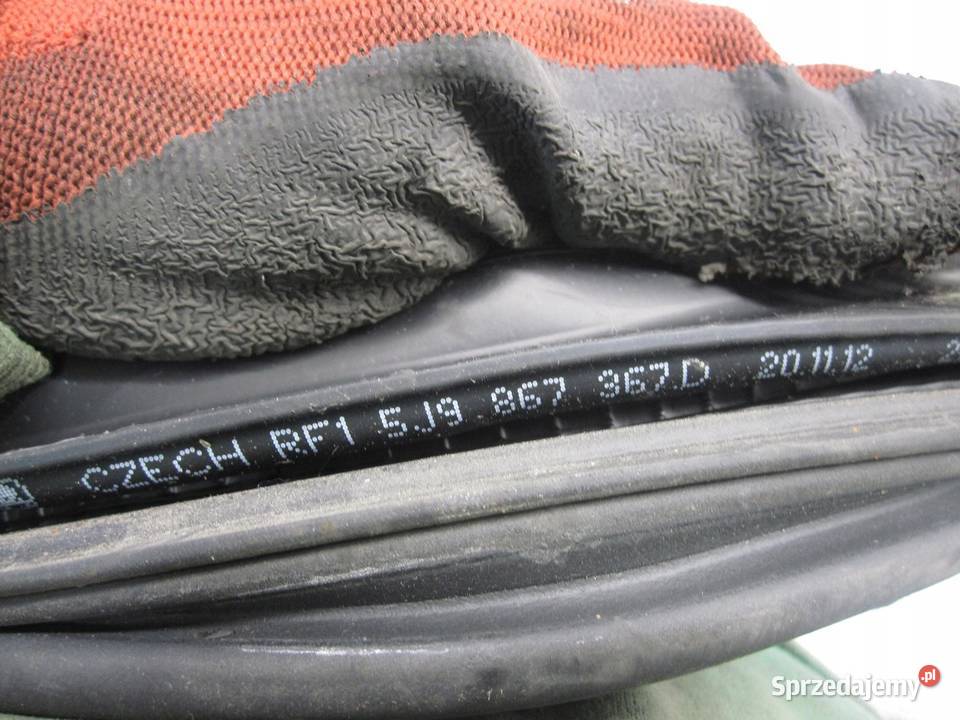 CZECH RF1 5J9 867 367.D 20.11.12
Sprzedajemy.pl